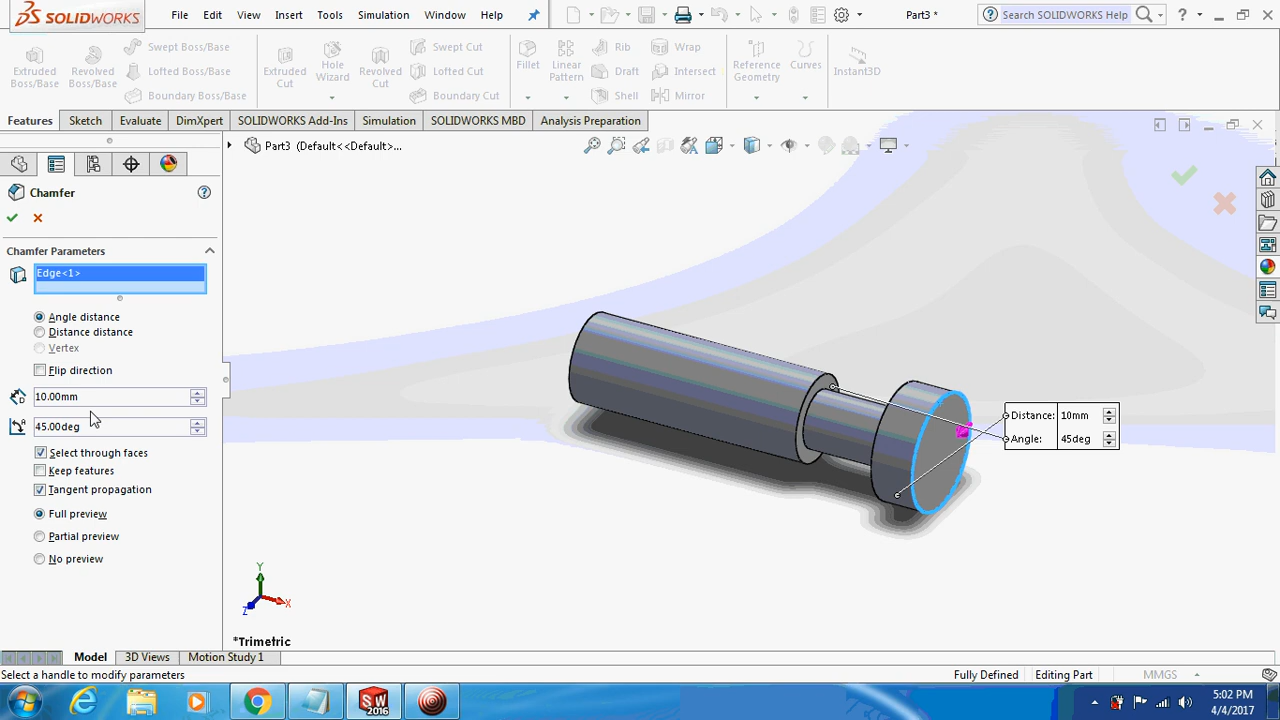 SOLIDWORKS File Edit View Insert Tools Simulation Window Help Part3 * Search SOLIDWORKS Help ?
Extruded Boss/Base
Revolved Boss/Base
Swept Boss/Base
Lofted Boss/Base
Boundary Boss/Base
Extruded Cut
Hole Wizard
Revolved Cut
Swept Cut
Lofted Cut
Boundary Cut
Fillet
Linear Pattern
Rib
Draft
Shell
Wrap
Intersect
Mirror
Reference Geometry
Curves
Instant3D
Features Sketch Evaluate DimXpert SOLIDWORKS Add-Ins Simulation SOLIDWORKS MBD Analysis Preparation
Part3 (Default<<Default>...
Chamfer ?
Chamfer Parameters
Edge<1>
Angle distance
Distance distance
Vertex
Flip direction
10.00mm
45.00deg
Select through faces
Keep features
Tangent propagation
Full preview
Partial preview
No preview
Distance: 10mm
Angle: 45deg
Y
X
Z
*Trimetric
Model 3D Views Motion Study 1
Select a handle to modify parameters Fully Defined Editing Part MMGS
SW 2016
5:02 PM
4/4/2017